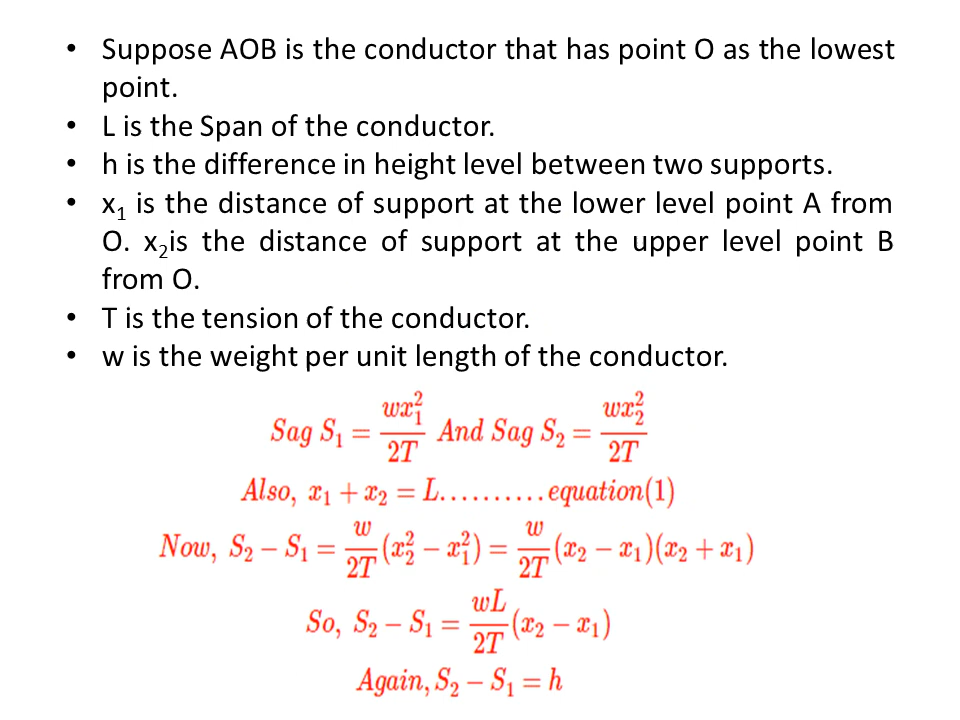 • Suppose AOB is the conductor that has point O as the lowest
point.
• L is the Span of the conductor.
• h is the difference in height level between two supports.
• x₁ is the distance of support at the lower level point A from
O. x₂is the distance of support at the upper level point B
from O.
• T is the tension of the conductor.
• w is the weight per unit length of the conductor.
Sag S₁ = wx₁²/2T And Sag S₂ = wx₂²/2T
Also, x₁ + x₂ = L..........equation(1)
Now, S₂ − S₁ = w/2T (x₂² − x₁²) = w/2T (x₂ − x₁)(x₂ + x₁)
So, S₂ − S₁ = wL/2T (x₂ − x₁)
Again, S₂ − S₁ = h